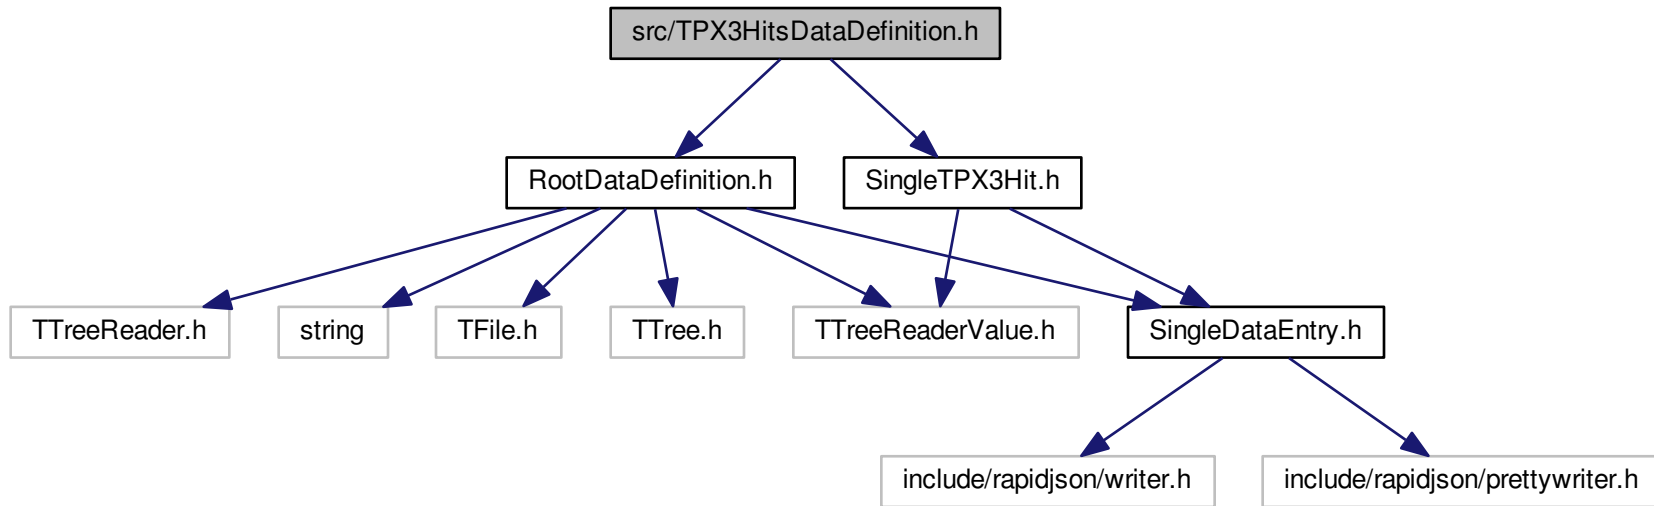 src/TPX3HitsDataDefinition.h
RootDataDefinition.h
SingleTPX3Hit.h
TTreeReader.h
string
TFile.h
TTree.h
TTreeReaderValue.h
SingleDataEntry.h
include/rapidjson/writer.h
include/rapidjson/prettywriter.h